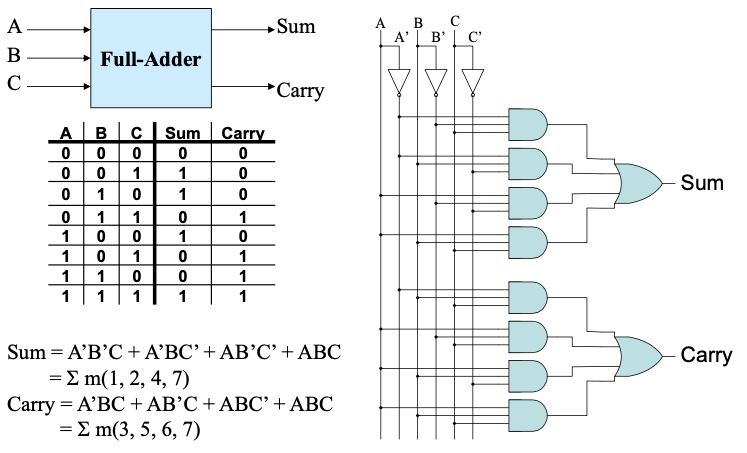 A
B
C
Full-Adder
Sum
Carry
A B C Sum Carry
0 0 0 0 0
0 0 1 1 0
0 1 0 1 0
0 1 1 0 1
1 0 0 1 0
1 0 1 0 1
1 1 0 0 1
1 1 1 1 1
Sum = A’B’C + A’BC’ + AB’C’ + ABC
= Σ m(1, 2, 4, 7)
Carry = A’BC + AB’C + ABC’ + ABC
= Σ m(3, 5, 6, 7)
A B C
A’ B’ C’
Sum
Carry